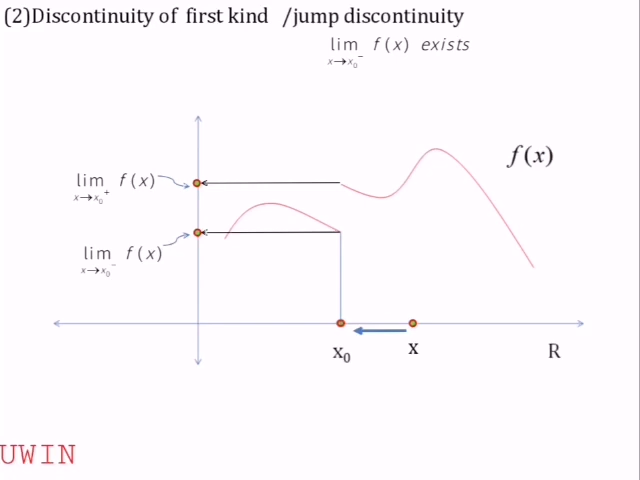 (2)Discontinuity of first kind /jump discontinuity
lim f(x) exists
x→x₀⁻
f(x)
lim f(x)
x→x₀⁺
lim f(x)
x→x₀⁻
x₀ x R
UWIN